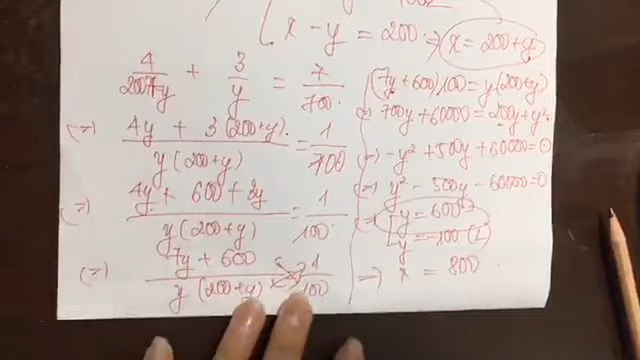 x - y = 200 => x = 200+y
4/200+y + 3/y = 7/700
(=) 4y + 3(200+y)/y(200+y) = 1/100
(=) 4y + 600 + 3y/y(200+y) = 1/100
(=) 7y + 600/y(200+y) = 1/100
(7y+600)100 = y(200+y)
(=) 700y + 60000 = 200y + y²
(=) -y² + 500y + 60000 = 0
(=) y² - 500y - 60000 = 0
(=) [ y = 600
y = -100 (L)
=> x = 800